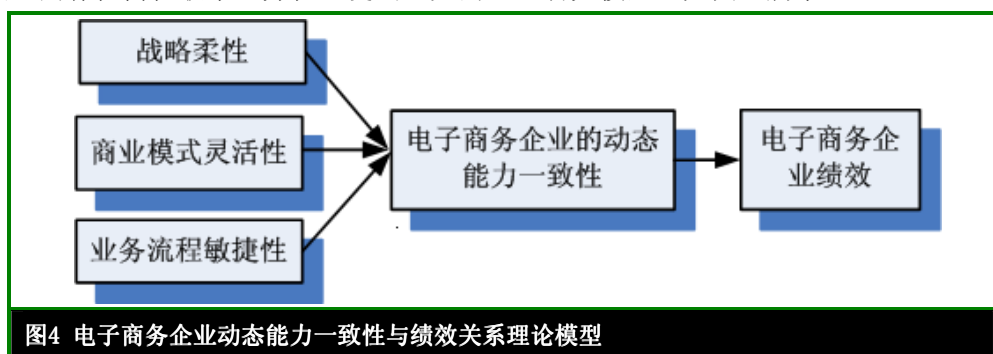 战略柔性
商业模式灵活性
业务流程敏捷性
电子商务企业的动态
能力一致性
电子商务企
业绩效
图4 电子商务企业动态能力一致性与绩效关系理论模型